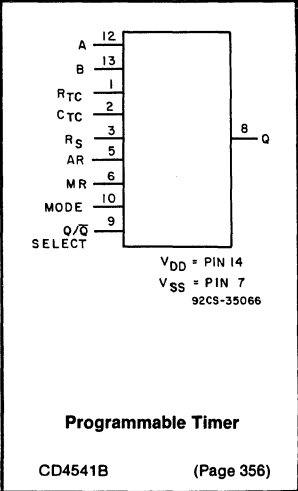 12
A
13
B
1
RTC
2
CTC
3
RS
8
Q
5
AR
6
MR
10
MODE
9
Q/Q̅
SELECT
VDD = PIN 14
VSS = PIN 7
92CS-35066
Programmable Timer
CD4541B (Page 356)